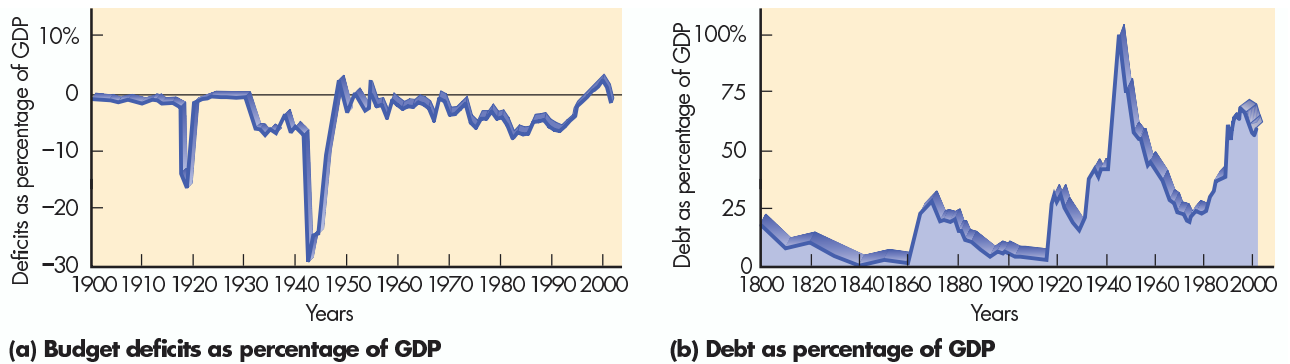 Deficits as percentage of GDP
10%
0
−10
−20
−30
1900 1910 1920 1930 1940 1950 1960 1970 1980 1990 2000
Years
(a) Budget deficits as percentage of GDP
Debt as percentage of GDP
100%
75
50
25
0
1800 1820 1840 1860 1880 1900 1920 1940 1960 1980 2000
Years
(b) Debt as percentage of GDP